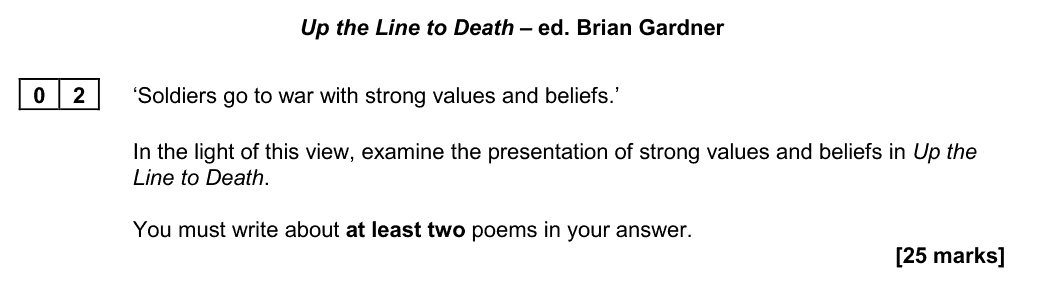 Up the Line to Death – ed. Brian Gardner
0 2 ‘Soldiers go to war with strong values and beliefs.’
In the light of this view, examine the presentation of strong values and beliefs in Up the
Line to Death.
You must write about at least two poems in your answer.
[25 marks]